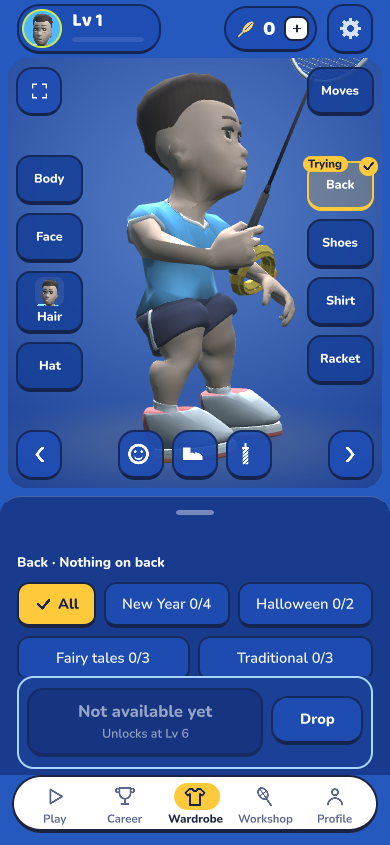 Lv 1
0
+
Moves
Trying
Back
Body
Face
Shoes
Hair
Shirt
Hat
Racket
Back · Nothing on back
All
New Year 0/4
Halloween 0/2
Fairy tales 0/3
Traditional 0/3
Not available yet
Unlocks at Lv 6
Drop
Play
Career
Wardrobe
Workshop
Profile